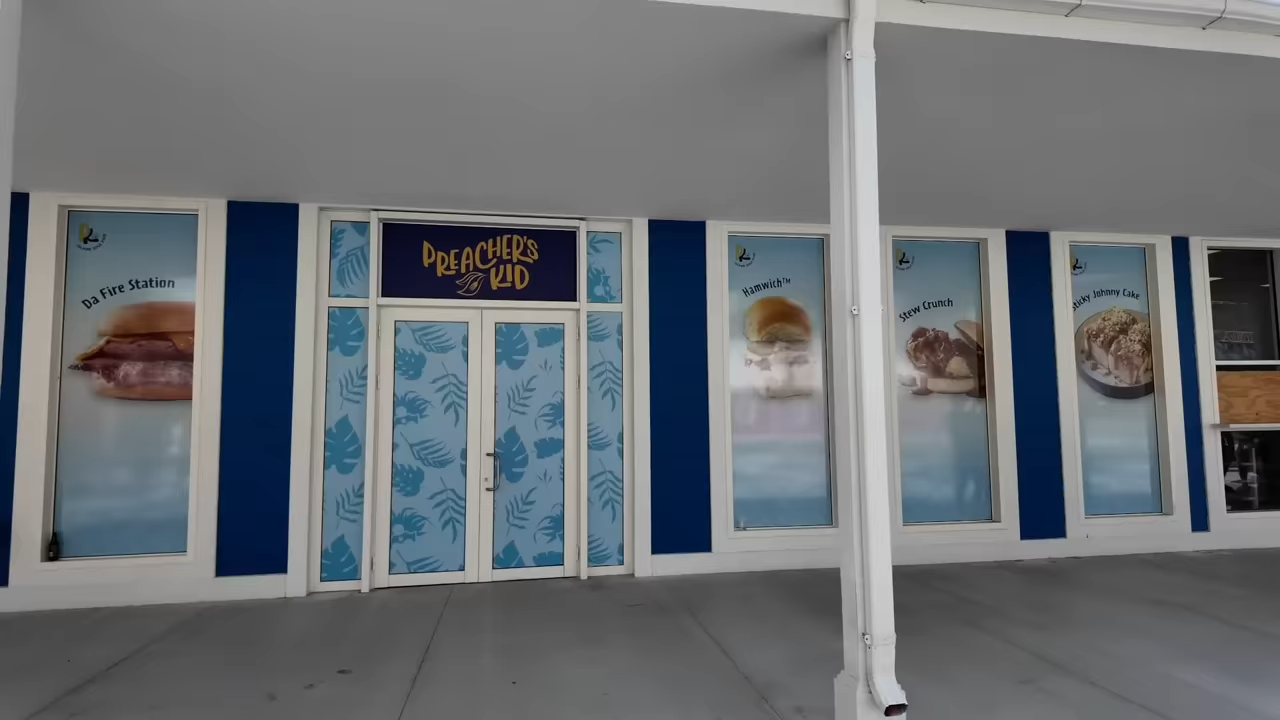 Da Fire Station
PREACHER'S
KID
Hamwich™
Stew Crunch
Sticky Johnny Cake